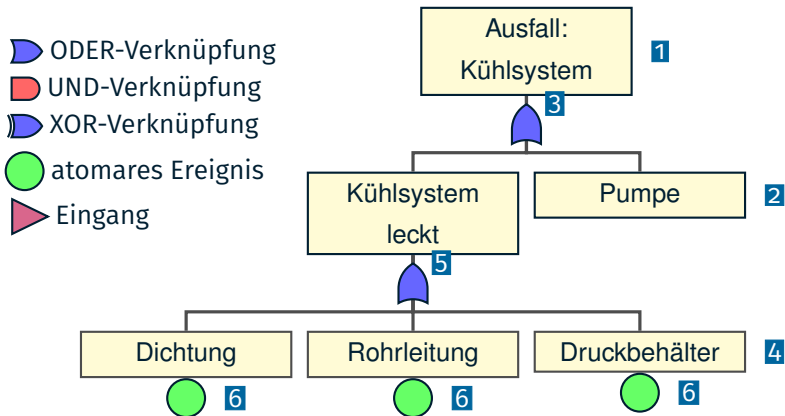 ODER-Verknüpfung
UND-Verknüpfung
XOR-Verknüpfung
atomares Ereignis
Eingang
Ausfall:
Kühlsystem
1
3
Kühlsystem
leckt
Pumpe
2
5
Dichtung
Rohrleitung
Druckbehälter
4
6
6
6